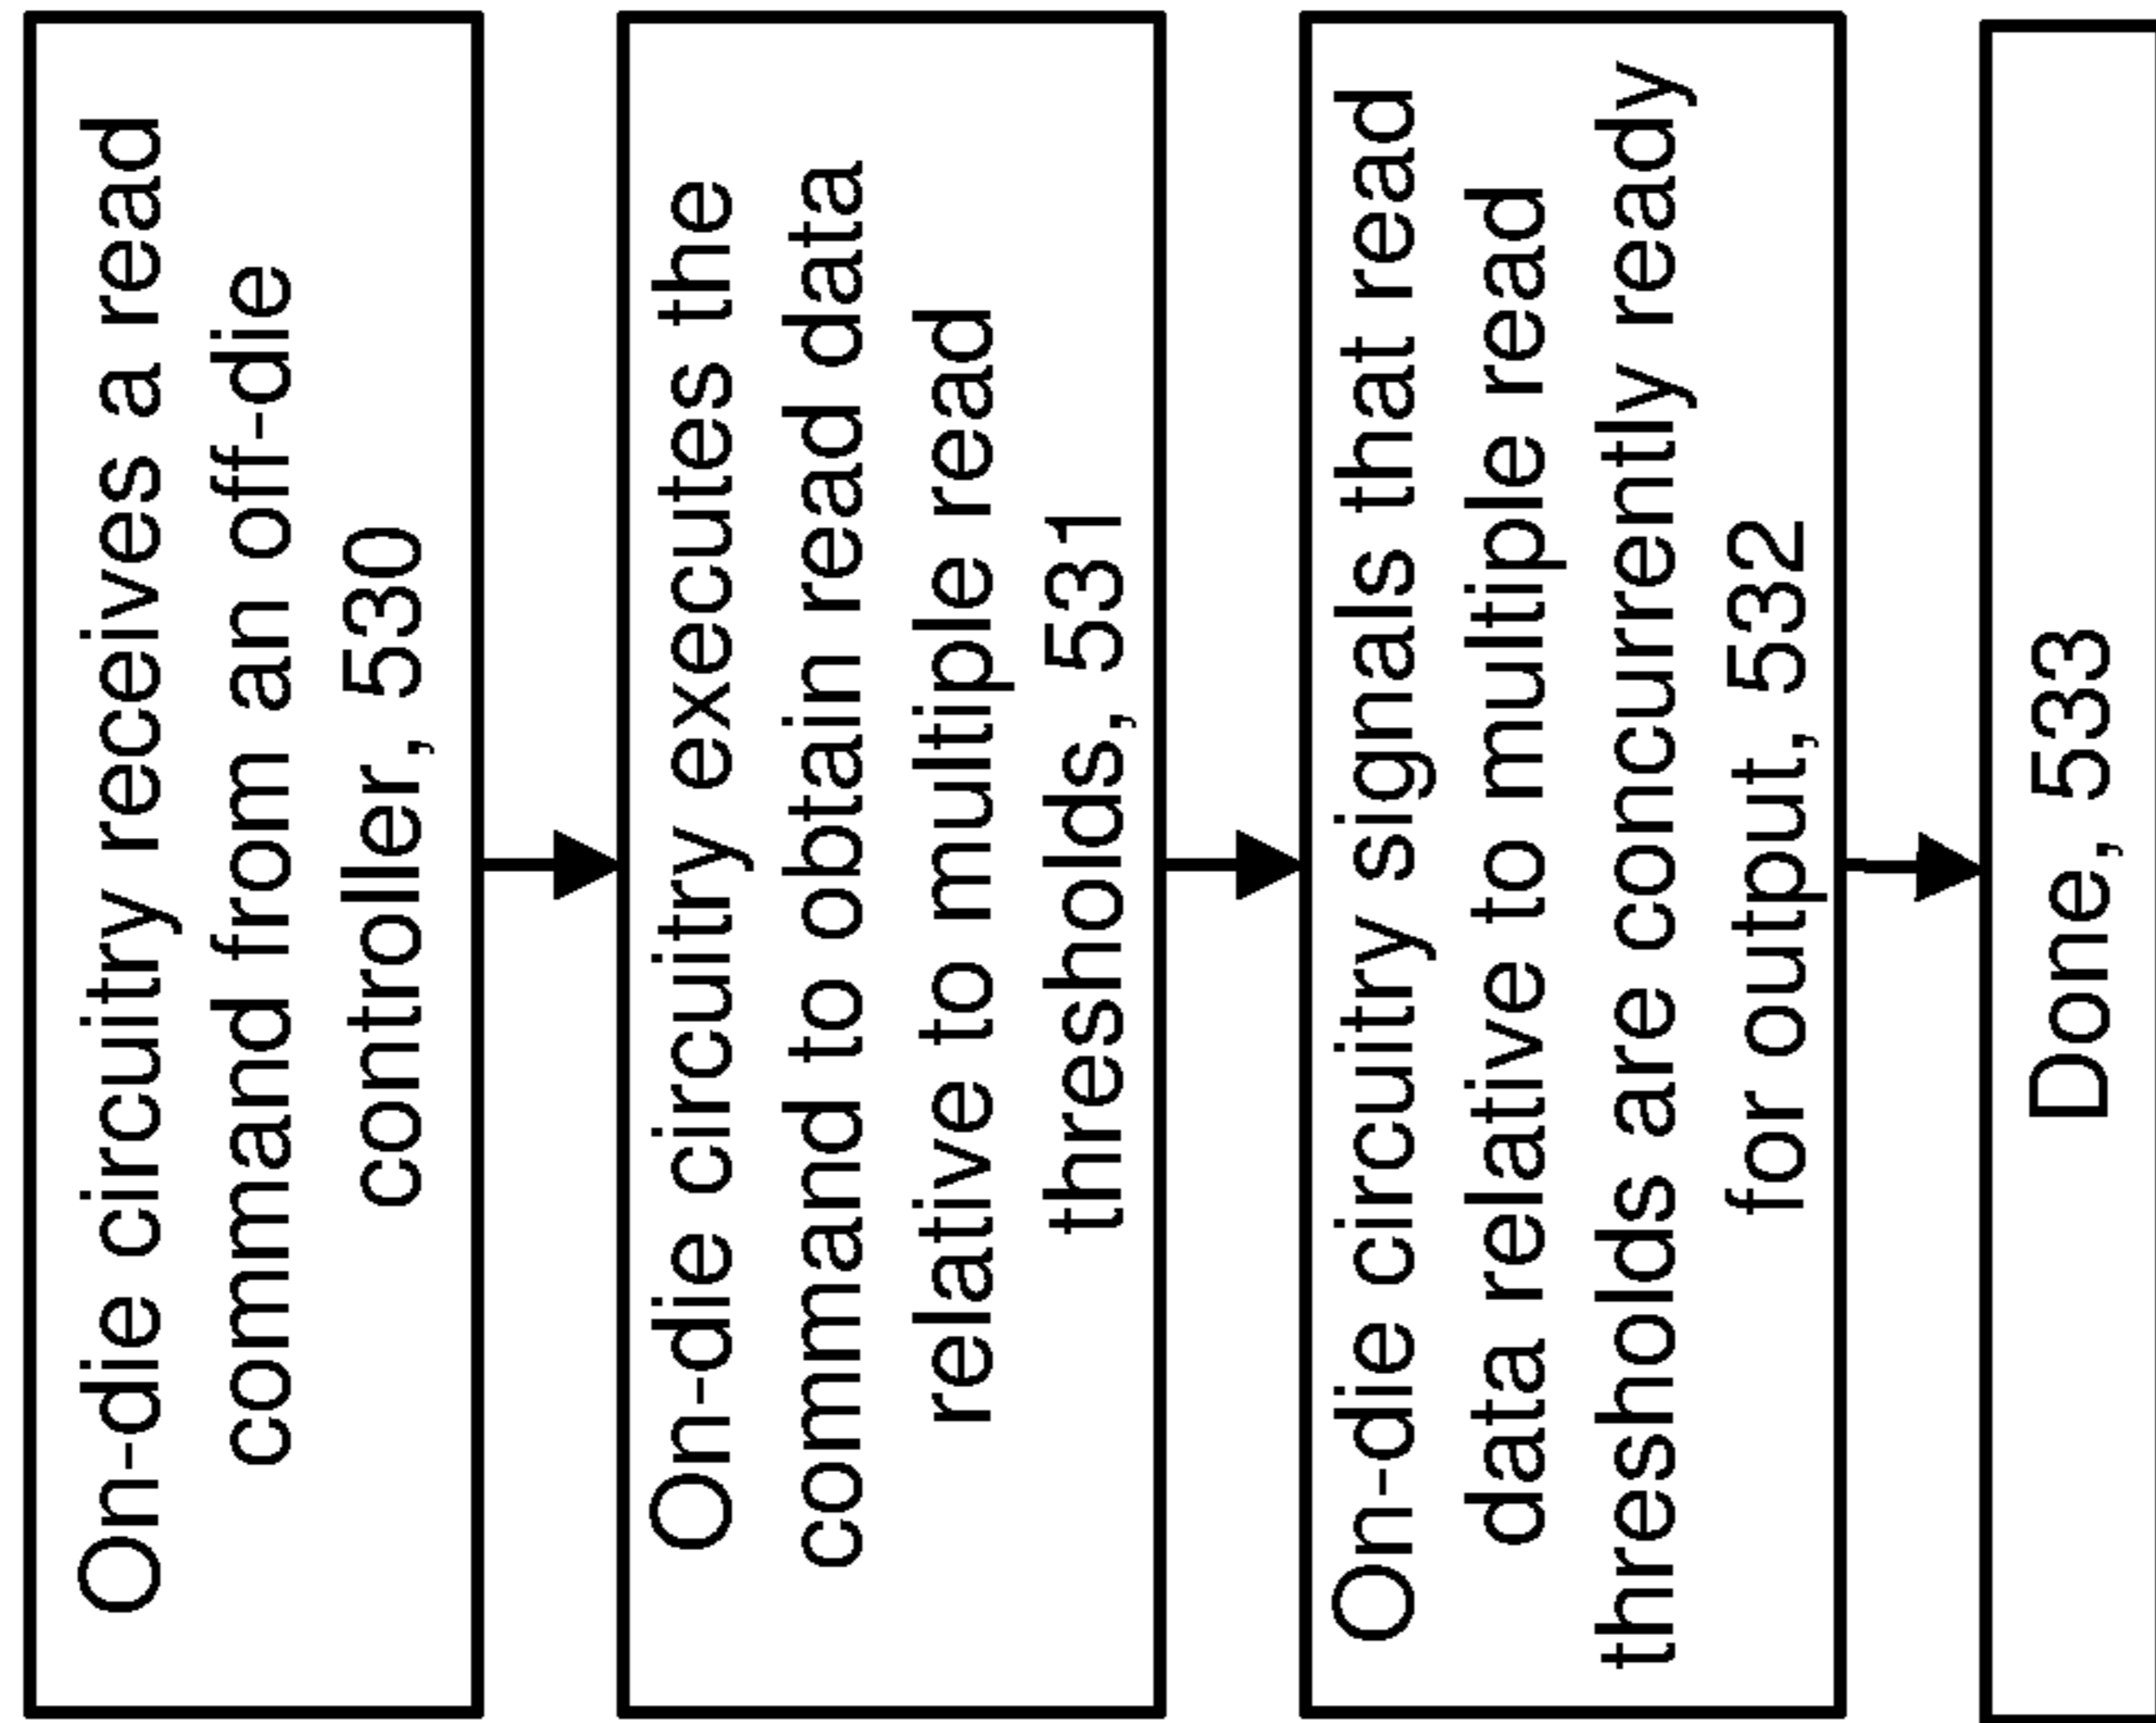 On-die circuitry receives a read
command from an off-die
controller, 530
On-die circuitry executes the
command and to obtain read data
relative to multiple read
thresholds, 531
On-die circuitry signals that read
data relative to multiple read
thresholds are concurrently ready
for output, 532
Done, 533